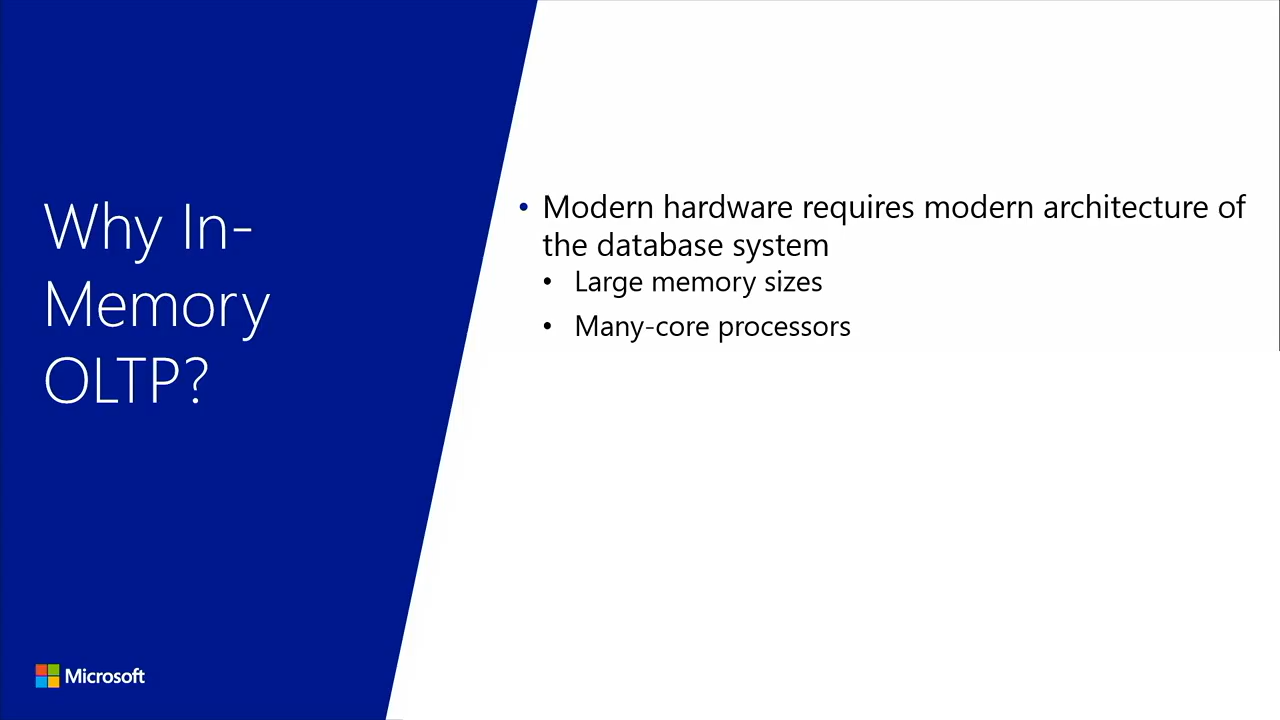 Why In-
Memory
OLTP?
• Modern hardware requires modern architecture of
the database system
• Large memory sizes
• Many-core processors
Microsoft